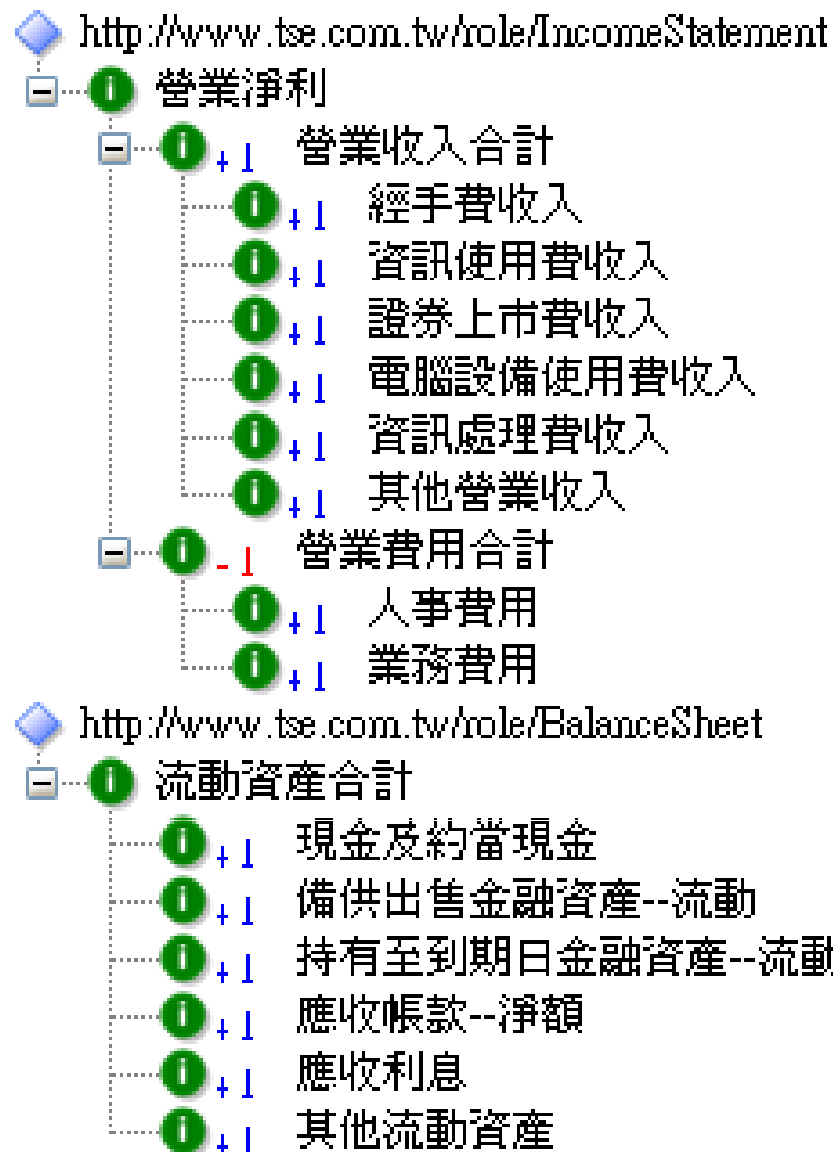 http://www.tse.com.tw/role/IncomeStatement
營業淨利
+1 營業收入合計
+1 經手費收入
+1 資訊使用費收入
+1 證券上市費收入
+1 電腦設備使用費收入
+1 資訊處理費收入
+1 其他營業收入
-1 營業費用合計
+1 人事費用
+1 業務費用
http://www.tse.com.tw/role/BalanceSheet
流動資產合計
+1 現金及約當現金
+1 備供出售金融資產--流動
+1 持有至到期日金融資產--流動
+1 應收帳款--淨額
+1 應收利息
+1 其他流動資產